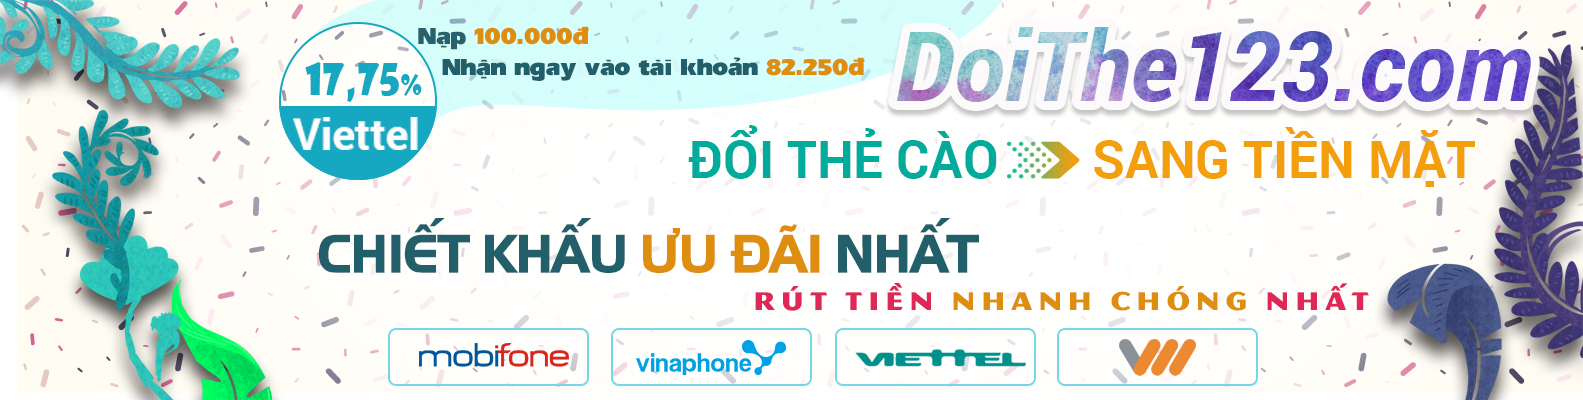 17,75%
Viettel
Nạp 100.000đ
Nhận ngay vào tài khoản 82.250đ
DoiThe123.com
ĐỔI THẺ CÀO SANG TIỀN MẶT
CHIẾT KHẤU ƯU ĐÃI NHẤT
RÚT TIỀN NHANH CHÓNG NHẤT
mobifone
vinaphone
VIETTEL